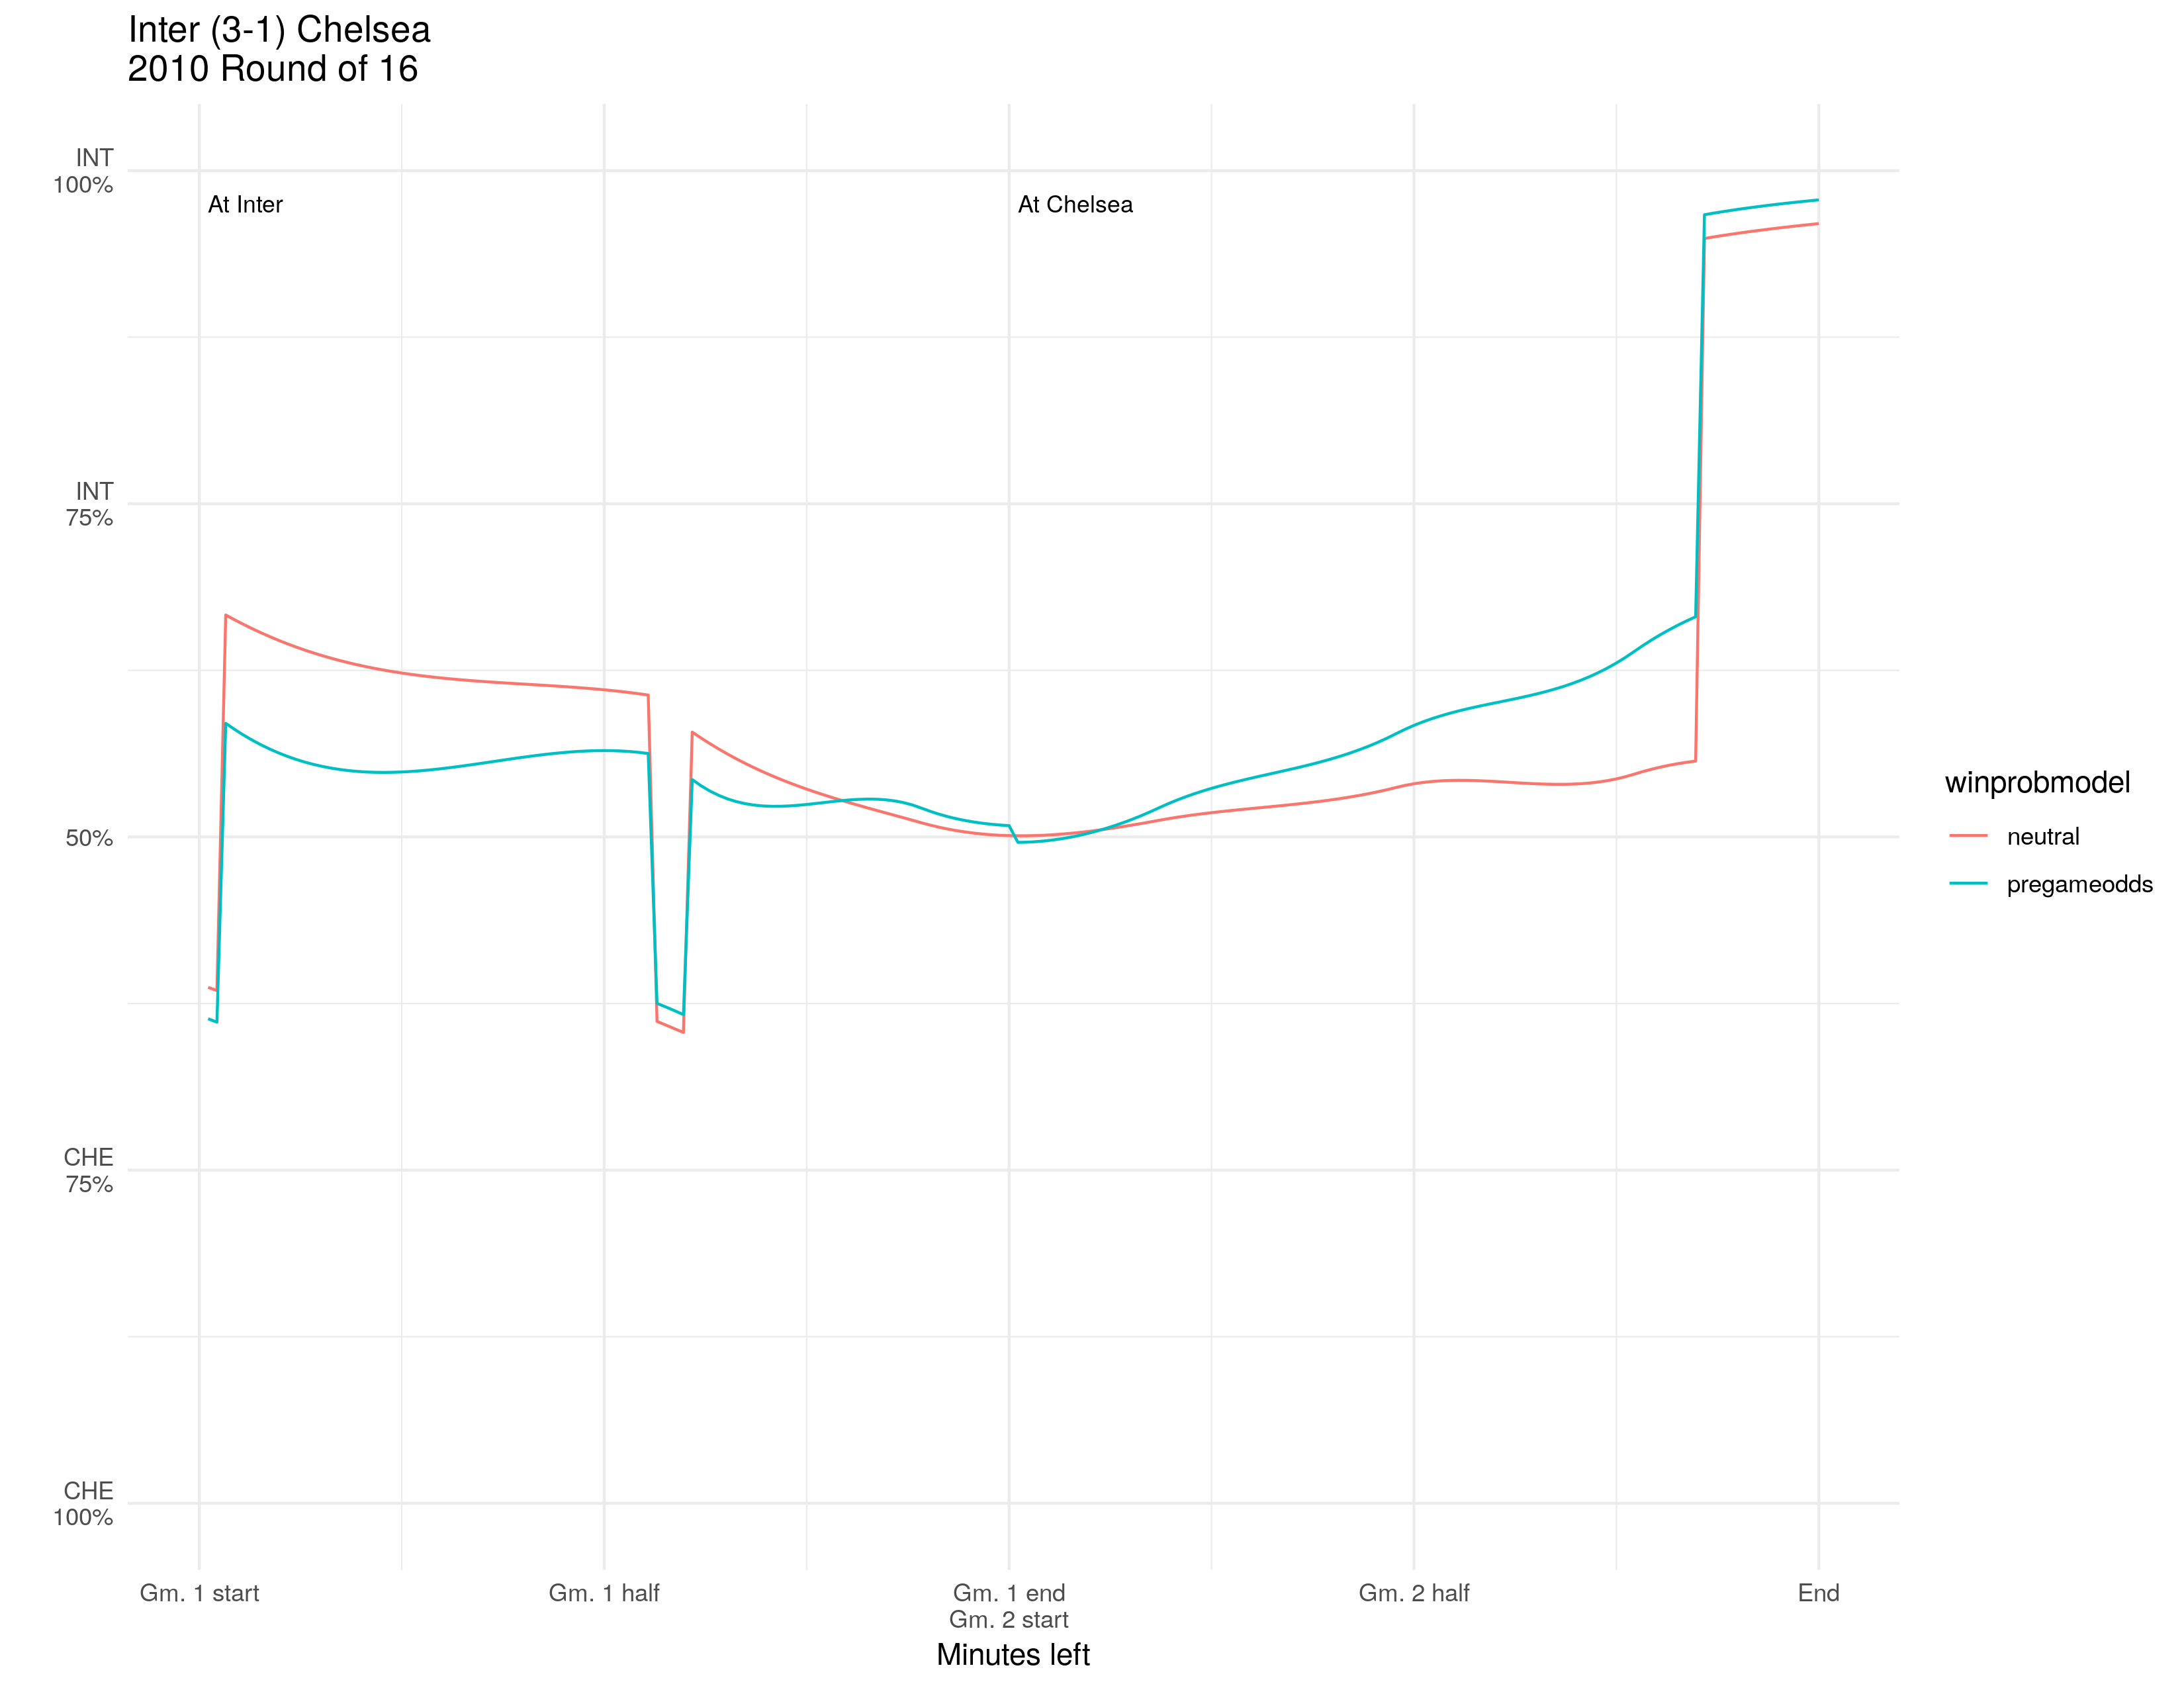 Inter (3-1) Chelsea
2010 Round of 16
INT
100%
At Inter
At Chelsea
INT
75%
50%
CHE
75%
CHE
100%
winprobmodel
neutral
pregameodds
Gm. 1 start
Gm. 1 half
Gm. 1 end
Gm. 2 start
Gm. 2 half
End
Minutes left